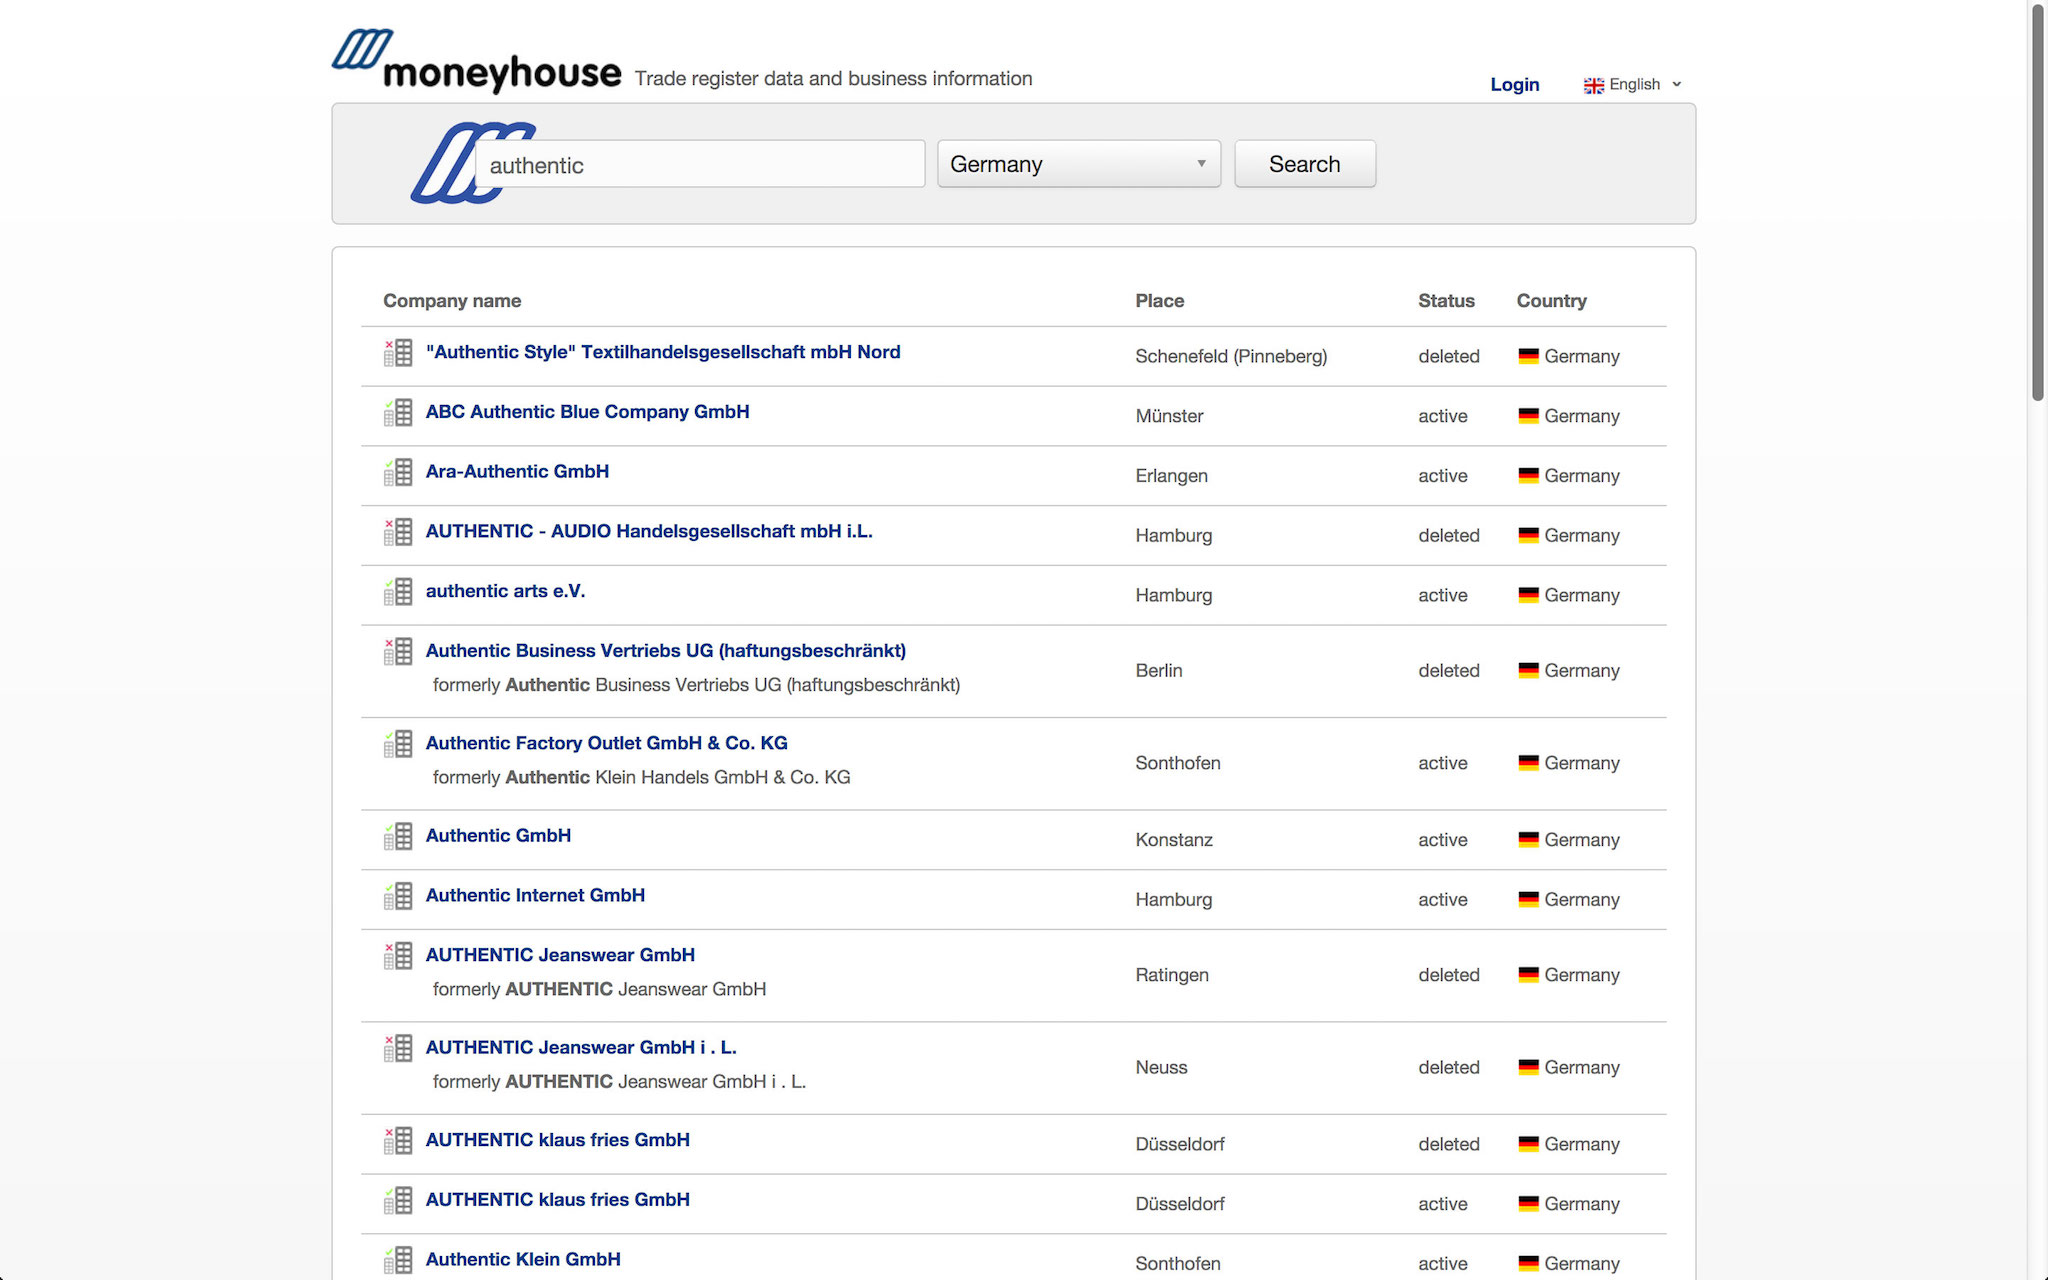 moneyhouse Trade register data and business information
Login English
authentic Germany Search
Company name Place Status Country
"Authentic Style" Textilhandelsgesellschaft mbH Nord Schenefeld (Pinneberg) deleted Germany
ABC Authentic Blue Company GmbH Münster active Germany
Ara-Authentic GmbH Erlangen active Germany
AUTHENTIC - AUDIO Handelsgesellschaft mbH i.L. Hamburg deleted Germany
authentic arts e.V. Hamburg active Germany
Authentic Business Vertriebs UG (haftungsbeschränkt) Berlin deleted Germany
formerly Authentic Business Vertriebs UG (haftungsbeschränkt)
Authentic Factory Outlet GmbH & Co. KG Sonthofen active Germany
formerly Authentic Klein Handels GmbH & Co. KG
Authentic GmbH Konstanz active Germany
Authentic Internet GmbH Hamburg active Germany
AUTHENTIC Jeanswear GmbH Ratingen deleted Germany
formerly AUTHENTIC Jeanswear GmbH
AUTHENTIC Jeanswear GmbH i . L. Neuss deleted Germany
formerly AUTHENTIC Jeanswear GmbH i . L.
AUTHENTIC klaus fries GmbH Düsseldorf deleted Germany
AUTHENTIC klaus fries GmbH Düsseldorf active Germany
Authentic Klein GmbH Sonthofen active Germany